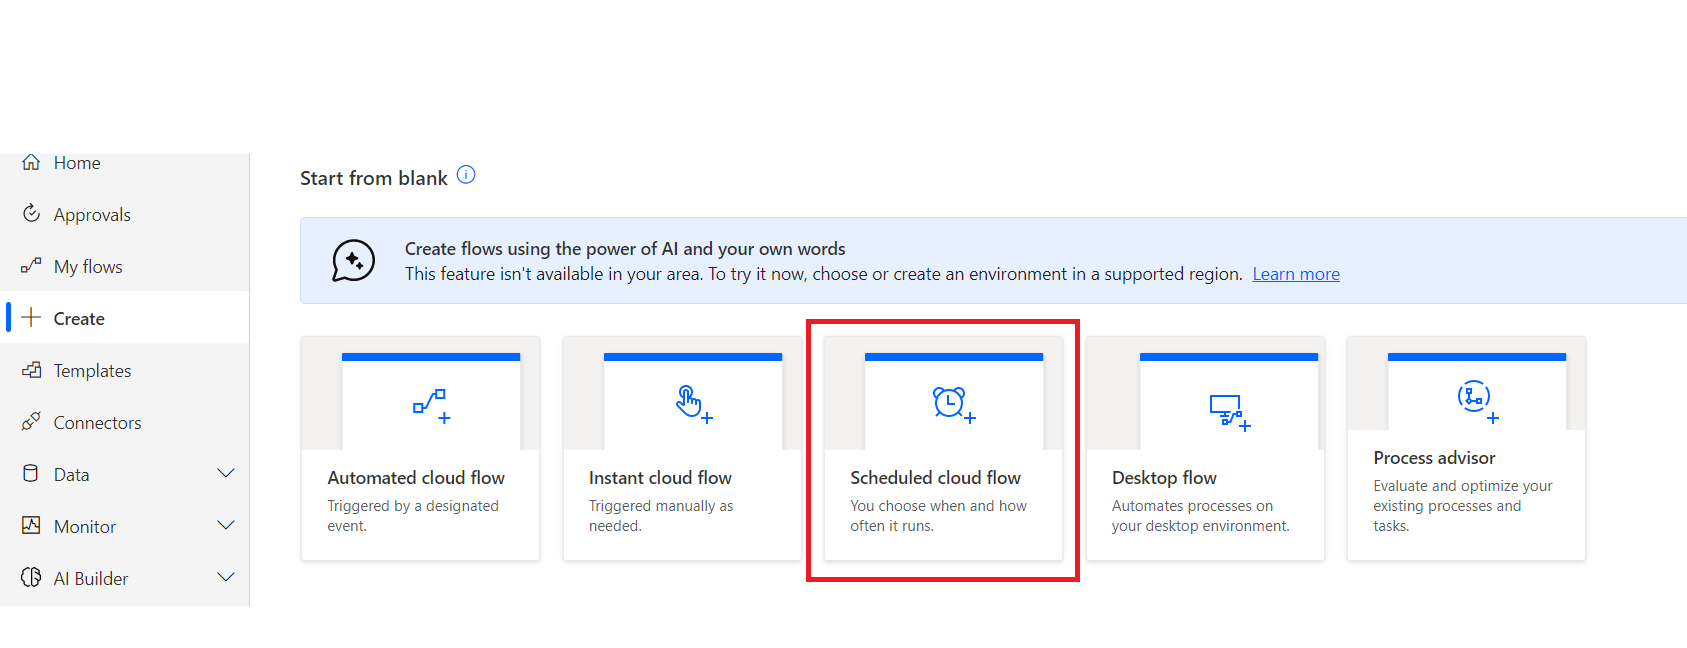 Home
Approvals
My flows
Create
Templates
Connectors
Data
Monitor
AI Builder
Start from blank
Create flows using the power of AI and your own words
This feature isn't available in your area. To try it now, choose or create an environment in a supported region. Learn more
Automated cloud flow
Triggered by a designated
event.
Instant cloud flow
Triggered manually as
needed.
Scheduled cloud flow
You choose when and how
often it runs.
Desktop flow
Automates processes on
your desktop environment.
Process advisor
Evaluate and optimize your
existing processes and
tasks.